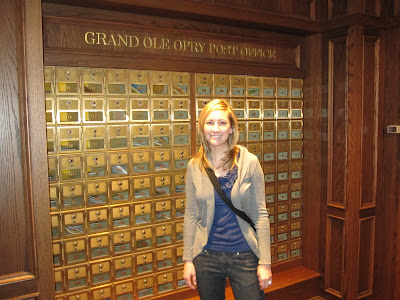 GRAND OLE OPRY POST OFFICE